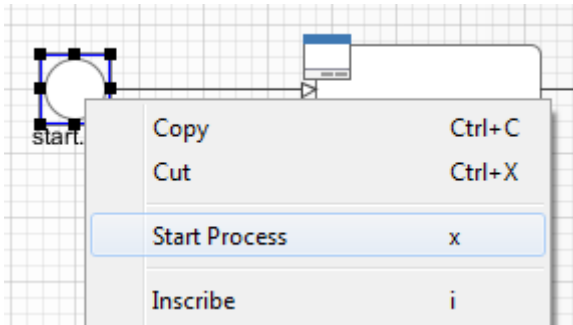 start.
Copy Ctrl+C
Cut Ctrl+X
Start Process x
Inscribe i